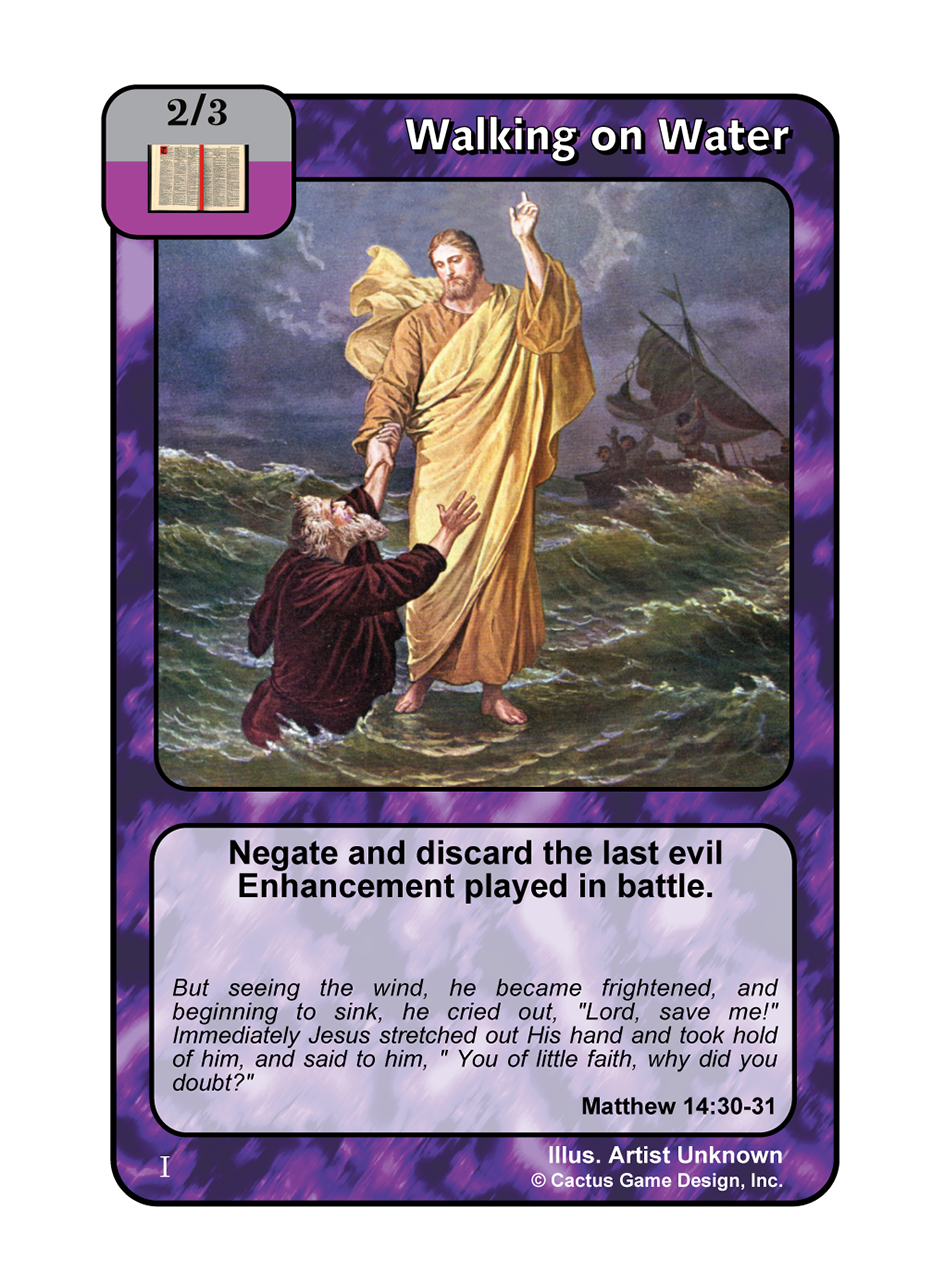 2/3
Walking on Water
Negate and discard the last evil
Enhancement played in battle.
But seeing the wind, he became frightened, and
beginning to sink, he cried out, "Lord, save me!"
Immediately Jesus stretched out His hand and took hold
of him, and said to him, " You of little faith, why did you
doubt?"
Matthew 14:30-31
I
Illus. Artist Unknown
© Cactus Game Design, Inc.